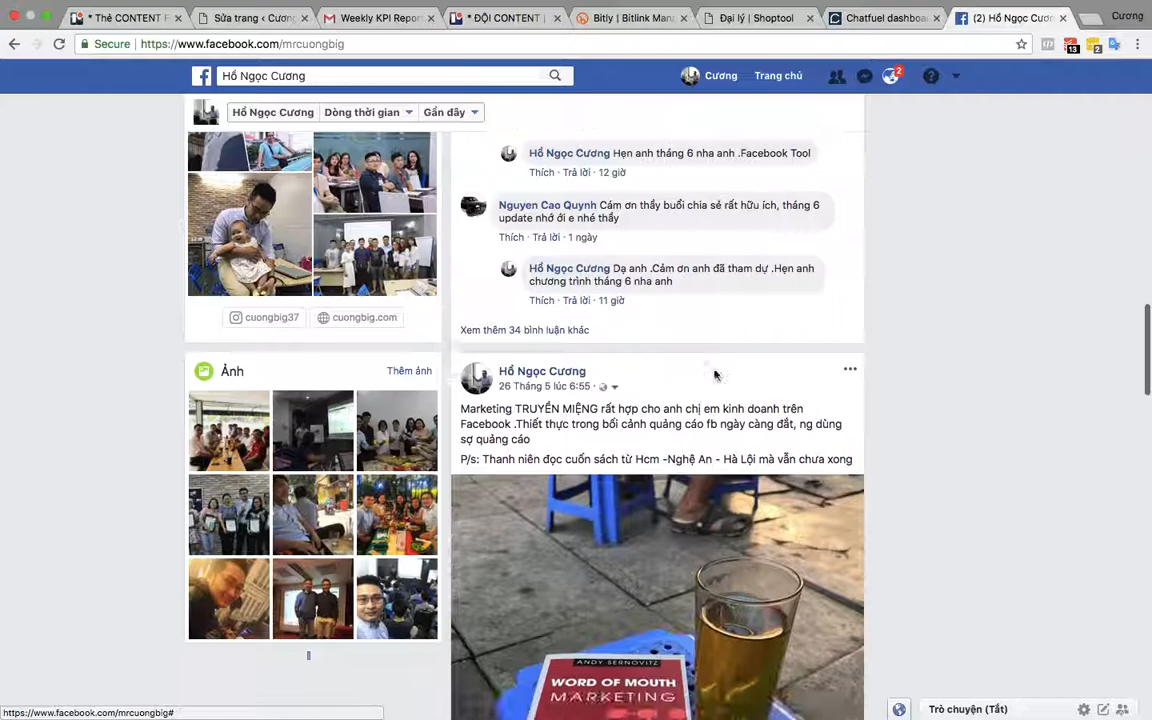 * Thẻ CONTENT F
Sửa trang ‹ Cương
Weekly KPI Repor
* ĐỘI CONTENT |
Bitly | Bitlink Mana
Đại lý | Shoptool
Chatfuel dashboa
(2) Hồ Ngọc Cươn
Cương
Secure
https://www.facebook.com/mrcuongbig
13
2
Hồ Ngọc Cương
Cương
Trang chủ
2
Hồ Ngọc Cương
Dòng thời gian
Gần đây
Hồ Ngọc Cương Hẹn anh tháng 6 nha anh .Facebook Tool
Thích · Trả lời · 12 giờ
Nguyen Cao Quynh Cám ơn thầy buổi chia sẻ rất hữu ích, tháng 6
update nhớ ới e nhé thầy
Thích · Trả lời · 1 ngày
Hồ Ngọc Cương Dạ anh .Cảm ơn anh đã tham dự .Hẹn anh
chương trình tháng 6 nha anh
Thích · Trả lời · 11 giờ
Xem thêm 34 bình luận khác
cuongbig37
cuongbig.com
Ảnh
Thêm ảnh
Hồ Ngọc Cương
26 Tháng 5 lúc 6:55 ·
Marketing TRUYỀN MIỆNG rất hợp cho anh chị em kinh doanh trên
Facebook .Thiết thực trong bối cảnh quảng cáo fb ngày càng đắt, ng dùng
sợ quảng cáo
P/s: Thanh niên đọc cuốn sách từ Hcm -Nghệ An - Hà Lội mà vẫn chưa xong
ANDY SERNOVITZ
WORD OF MOUTH
MARKETING
https://www.facebook.com/mrcuongbig#
Trò chuyện (Tắt)